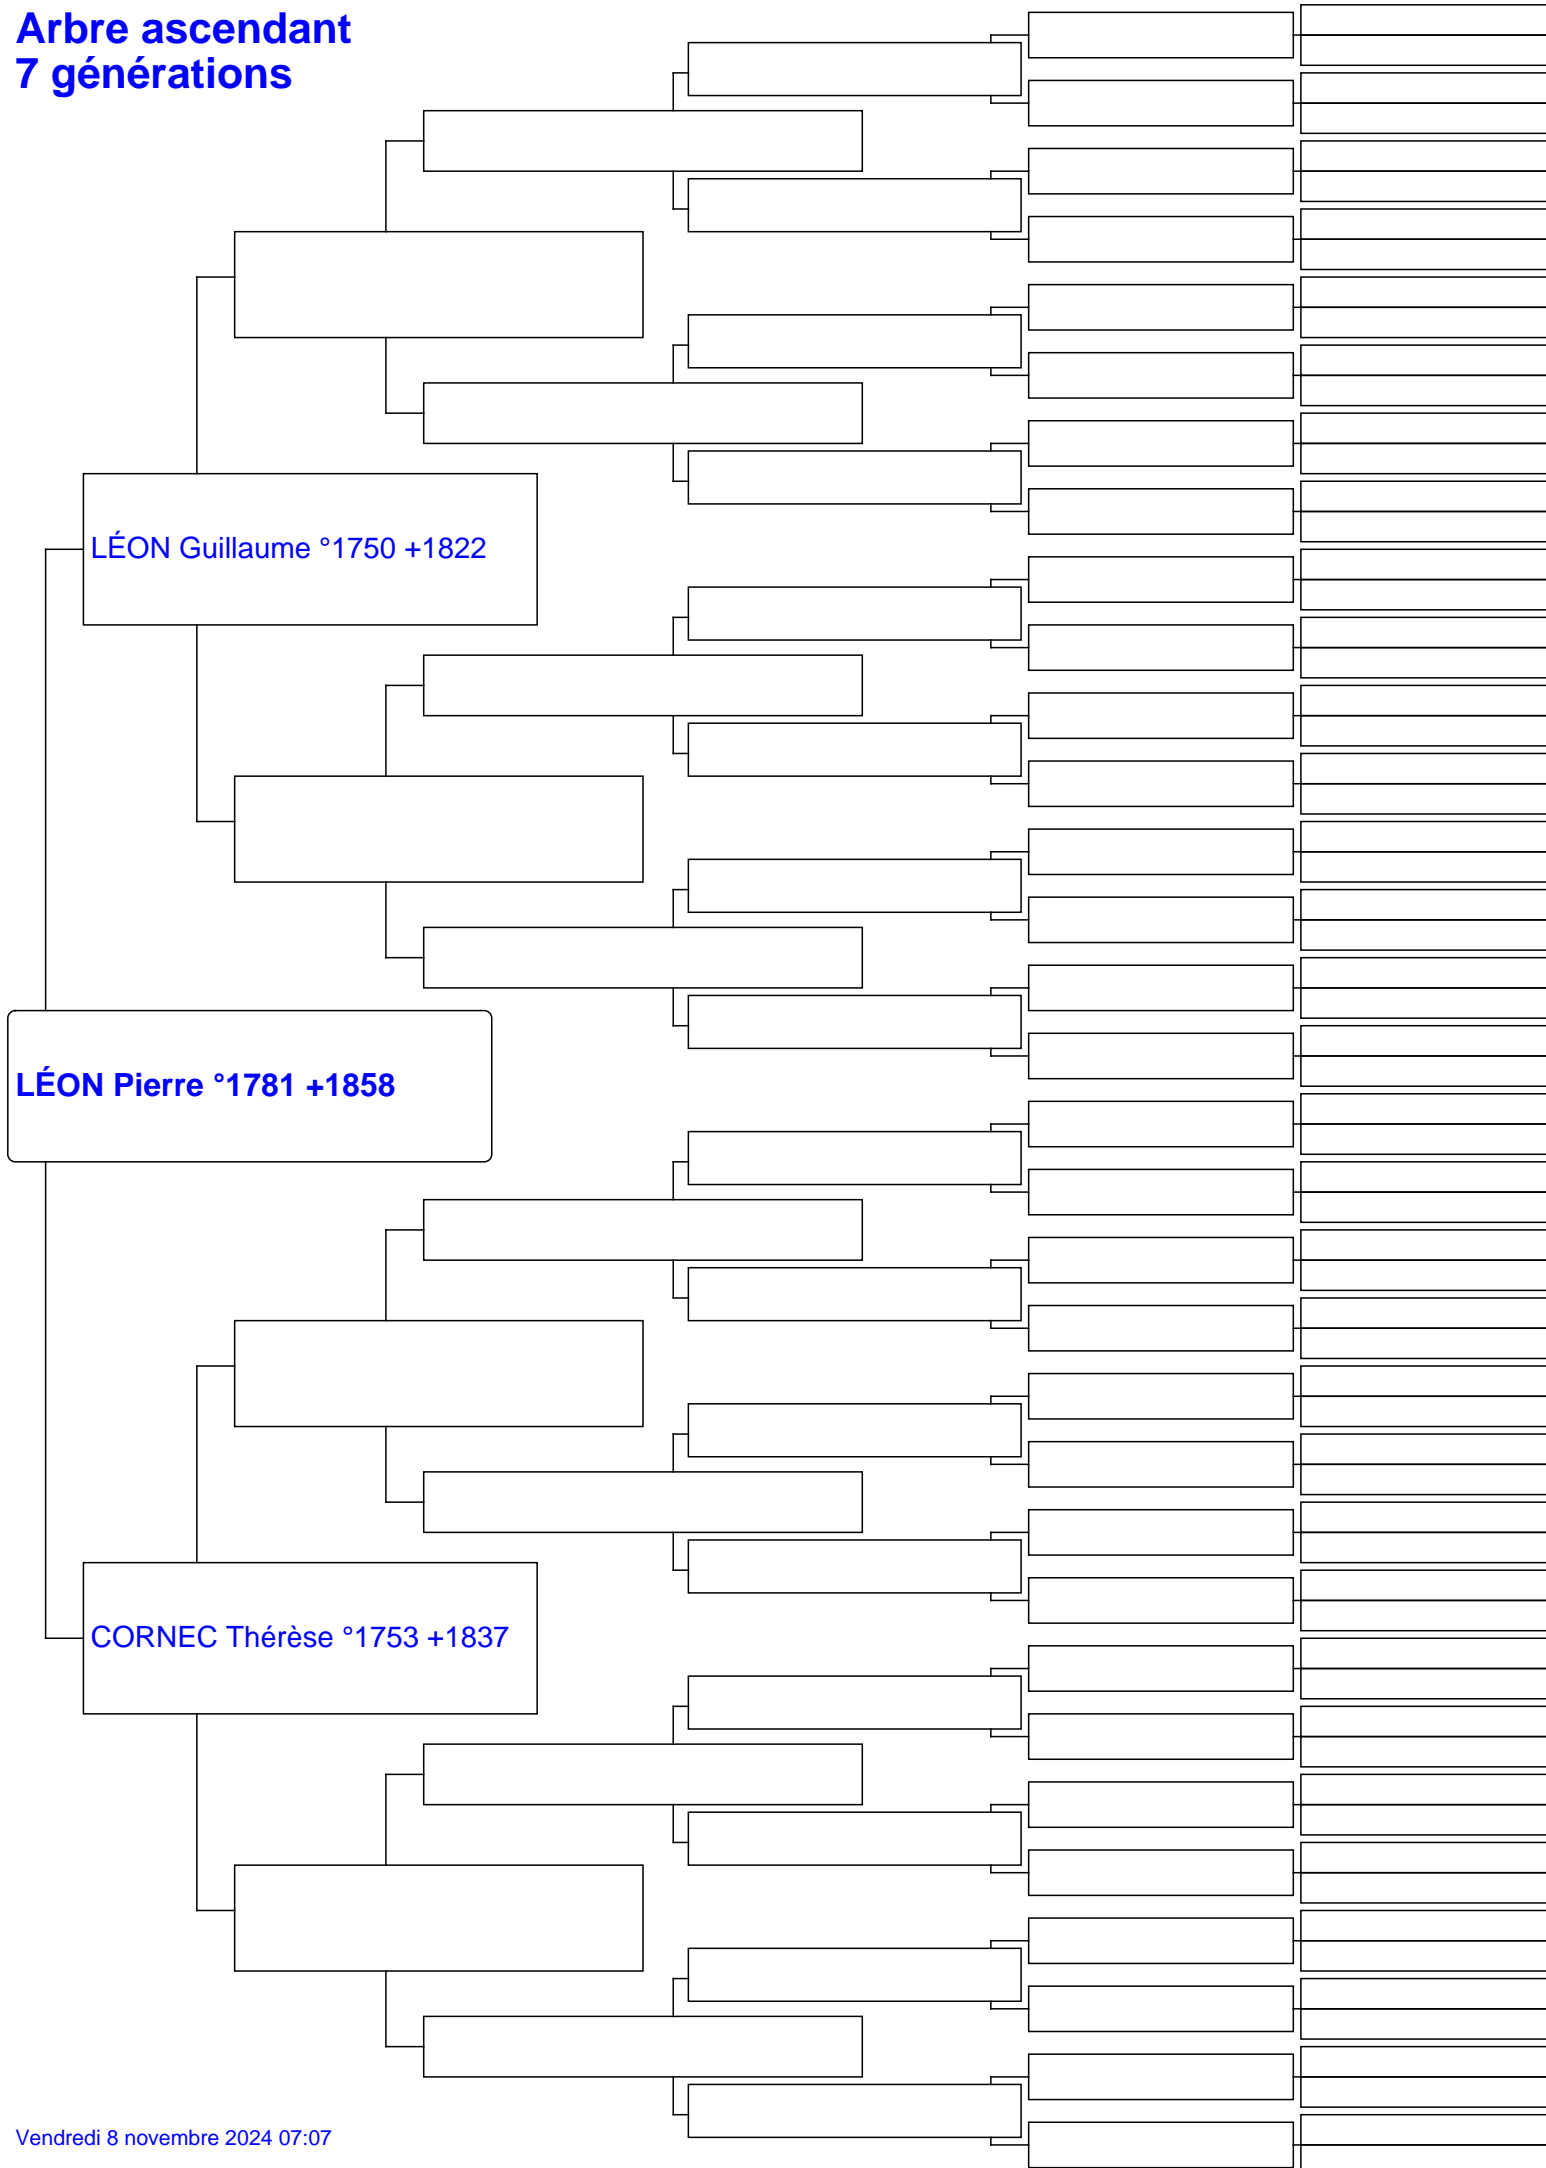 Arbre ascendant
7 générations
LÉON Guillaume °1750 +1822
LÉON Pierre °1781 +1858
CORNEC Thérèse °1753 +1837
Vendredi 8 novembre 2024 07:07